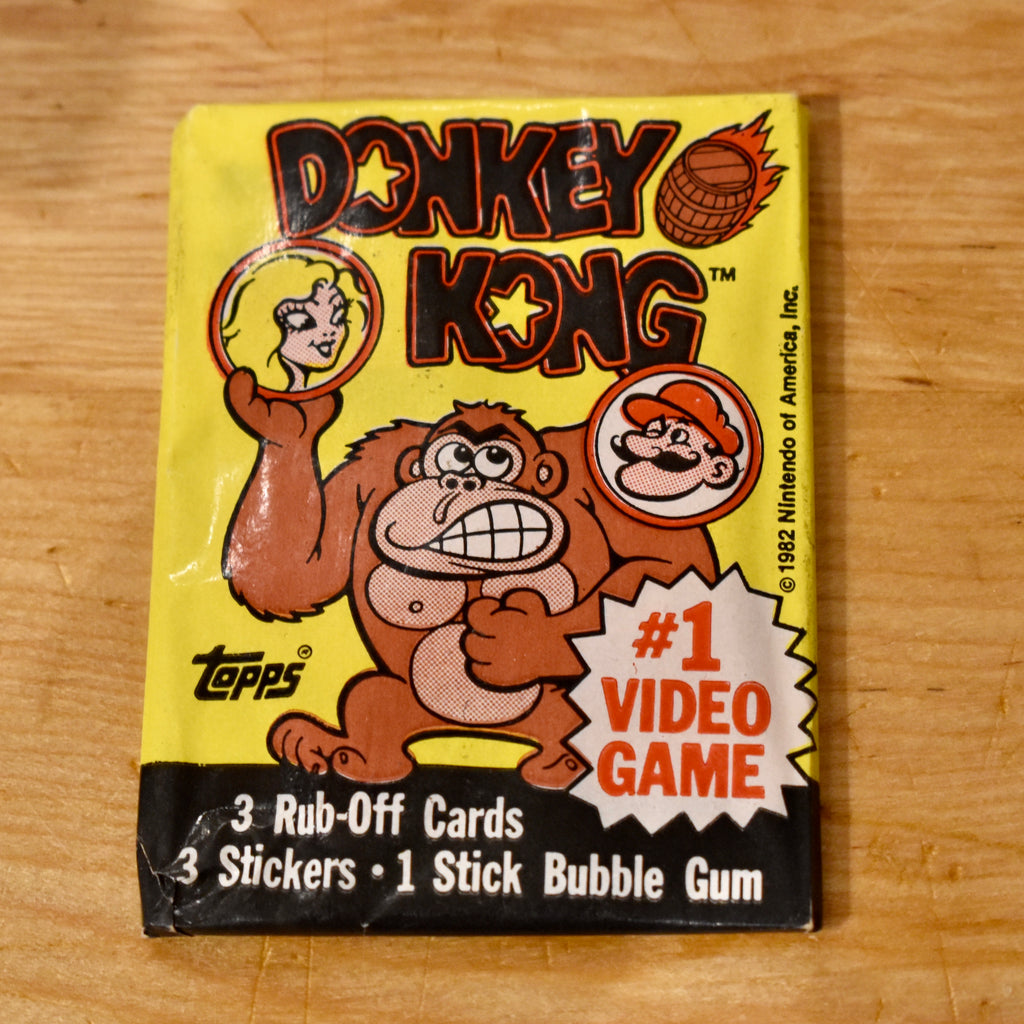 DONKEY
KONG™
© 1982 Nintendo of America, Inc.
topps®
#1
VIDEO
GAME
3 Rub-Off Cards
3 Stickers • 1 Stick Bubble Gum